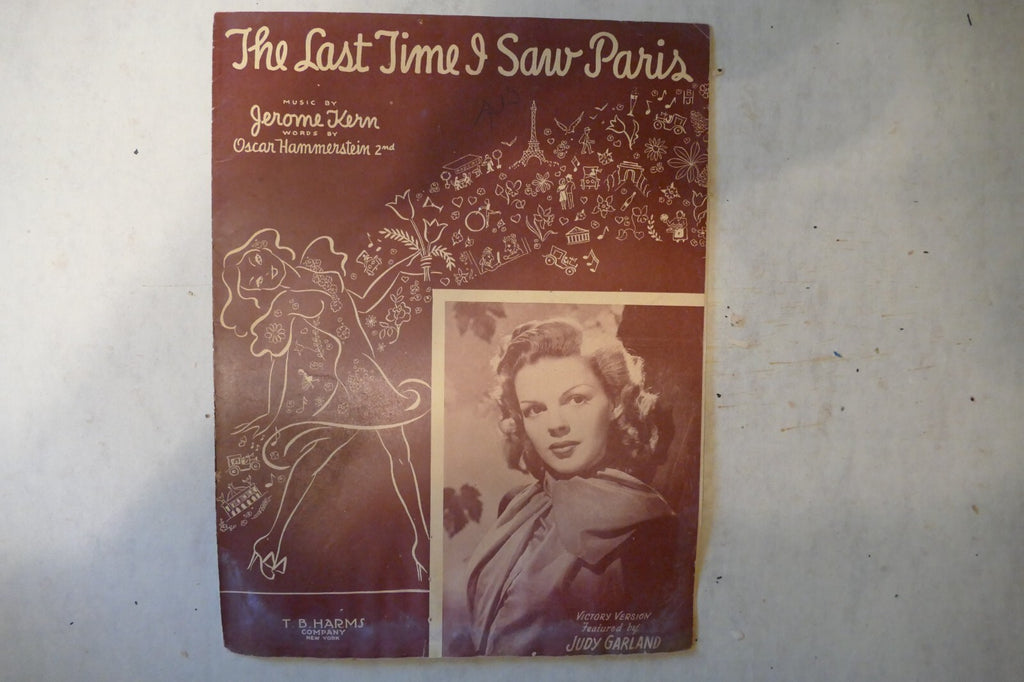 The Last Time I Saw Paris
MUSIC BY
Jerome Kern
WORDS BY
Oscar Hammerstein 2nd
T. B. HARMS
COMPANY
NEW YORK
VICTORY VERSION
Featured by
JUDY GARLAND